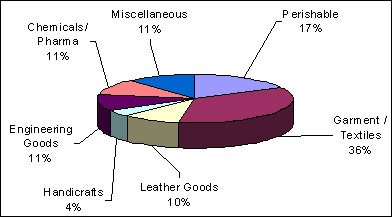 Miscellaneous
11%
Perishable
17%
Chemicals/
Pharma
11%
Garment /
Textiles
36%
Engineering
Goods
11%
Leather Goods
10%
Handicrafts
4%